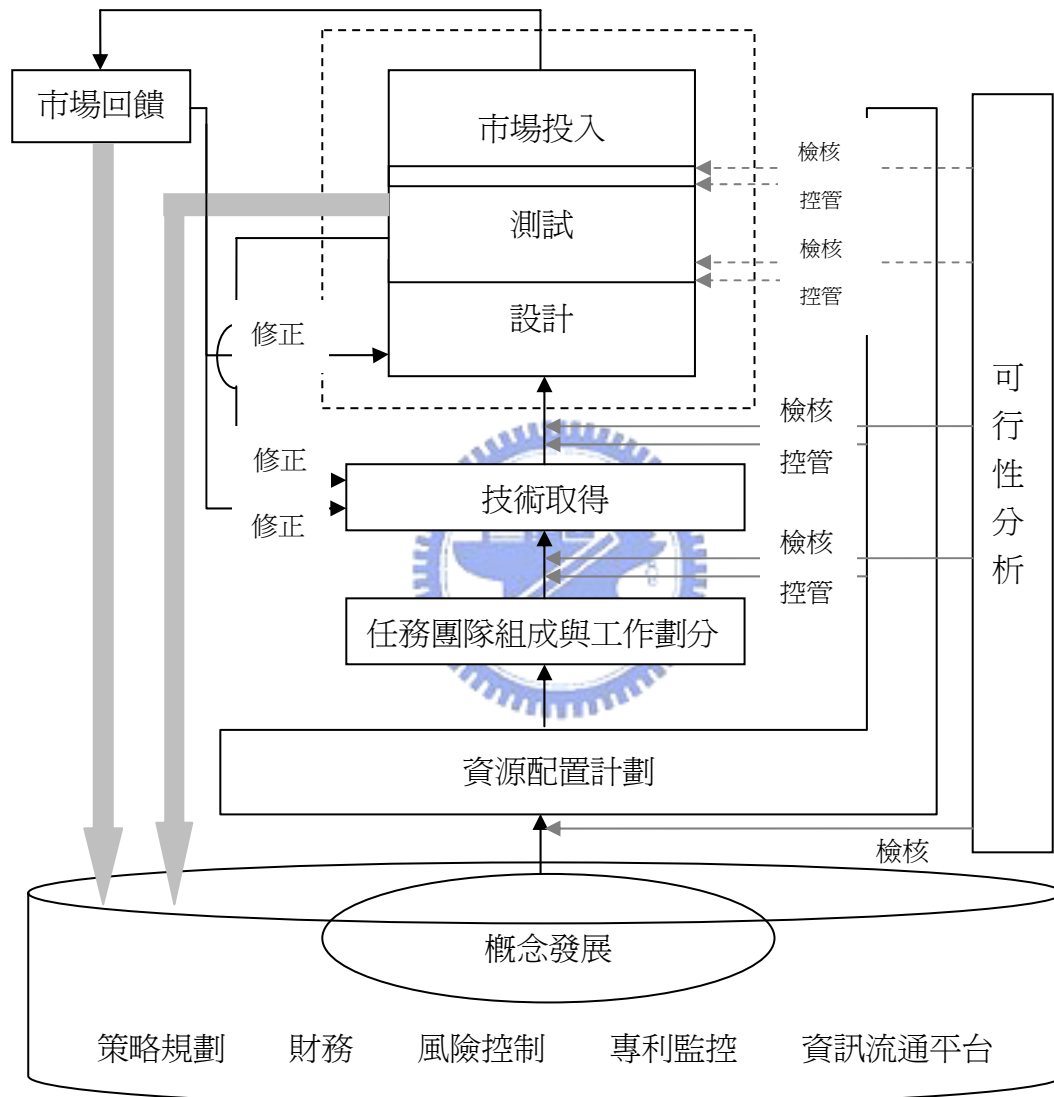 市場回饋
市場投入
檢核
控管
測試
檢核
控管
設計
修正
可行性分析
檢核
控管
修正
技術取得
修正
檢核
控管
任務團隊組成與工作劃分
資源配置計劃
檢核
概念發展
策略規劃 財務 風險控制 專利監控 資訊流通平台